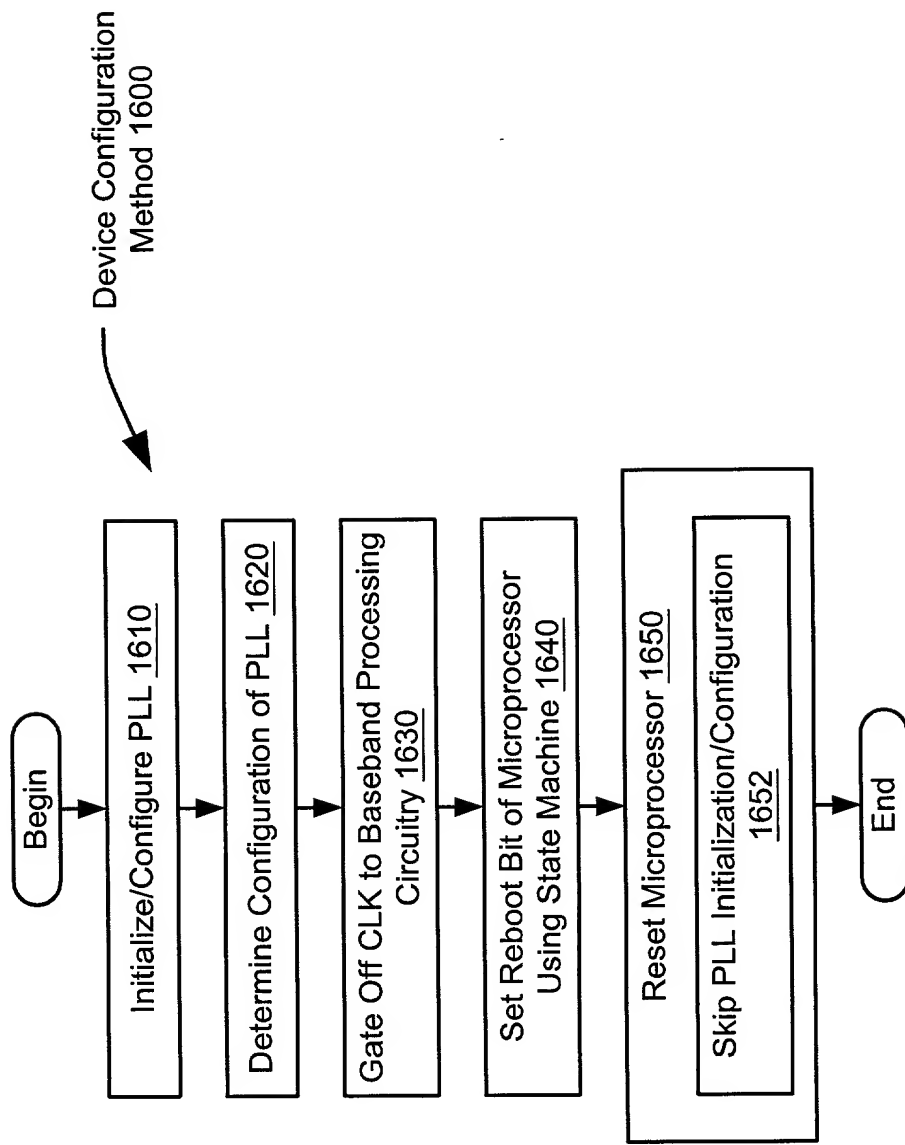 Device Configuration
Method 1600
Begin
Initialize/Configure PLL 1610
Determine Configuration of PLL 1620
Gate Off CLK to Baseband Processing
Circuitry 1630
Set Reboot Bit of Microprocessor
Using State Machine 1640
Reset Microprocessor 1650
Skip PLL Initialization/Configuration
1652
End